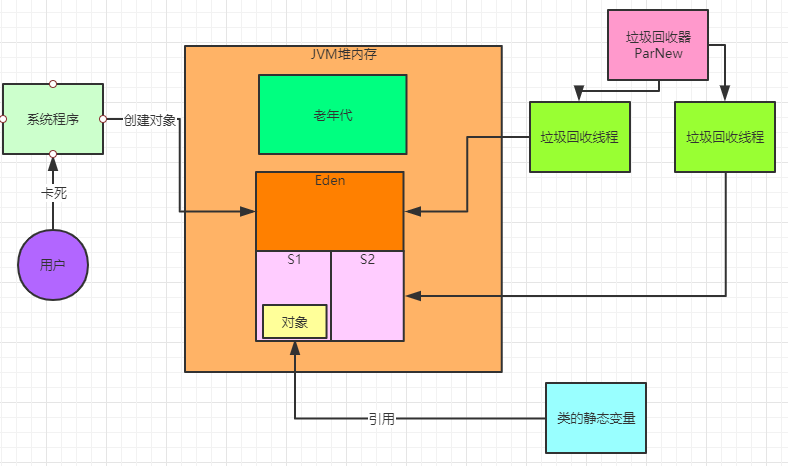 垃圾回收器
ParNew
JVM堆内存
系统程序
创建对象
老年代
垃圾回收线程
垃圾回收线程
卡死
Eden
用户
S1
S2
对象
引用
类的静态变量